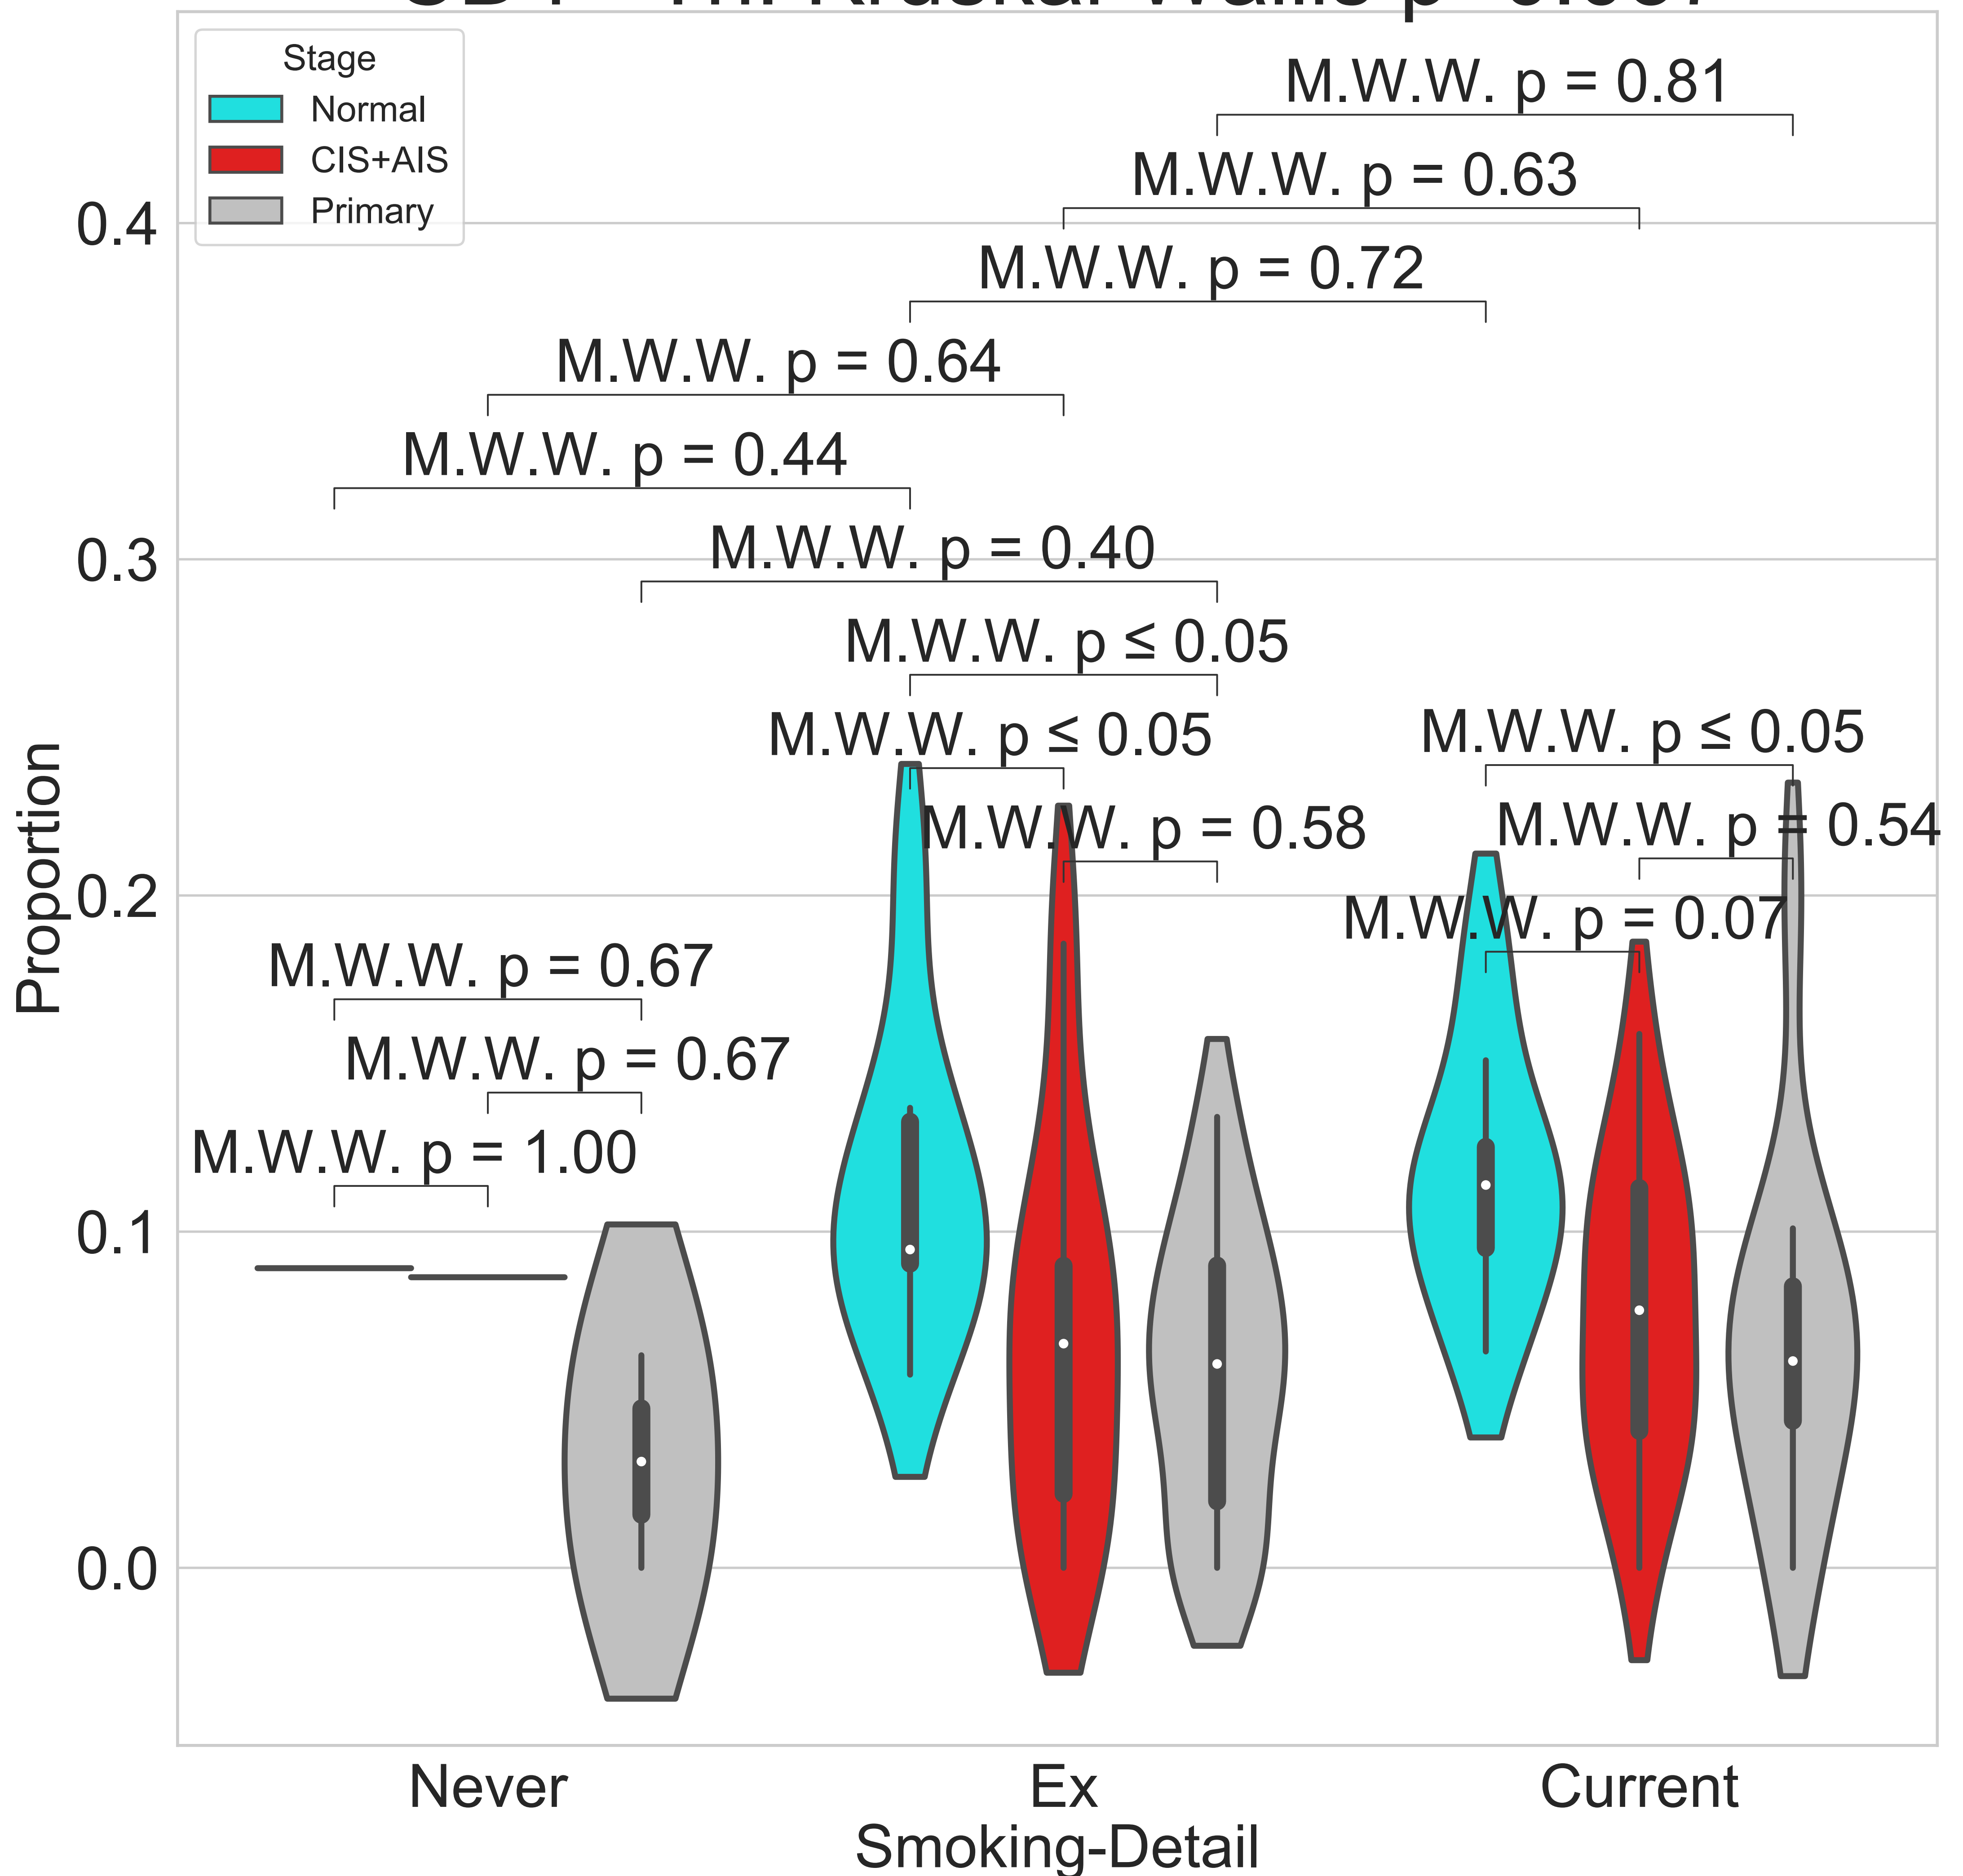 Stage
Normal
CIS+AIS
Primary
M.W.W. p = 0.81
M.W.W. p = 0.63
0.4
M.W.W. p = 0.72
M.W.W. p = 0.64
M.W.W. p = 0.44
0.3
M.W.W. p = 0.40
M.W.W. p ≤ 0.05
M.W.W. p ≤ 0.05
M.W.W. p ≤ 0.05
M.W.W. p = 0.58
M.W.W. p = 0.54
0.2
M.W.W. p = 0.07
M.W.W. p = 0.67
M.W.W. p = 0.67
M.W.W. p = 1.00
0.1
0.0
Proportion
Never
Ex
Current
Smoking-Detail